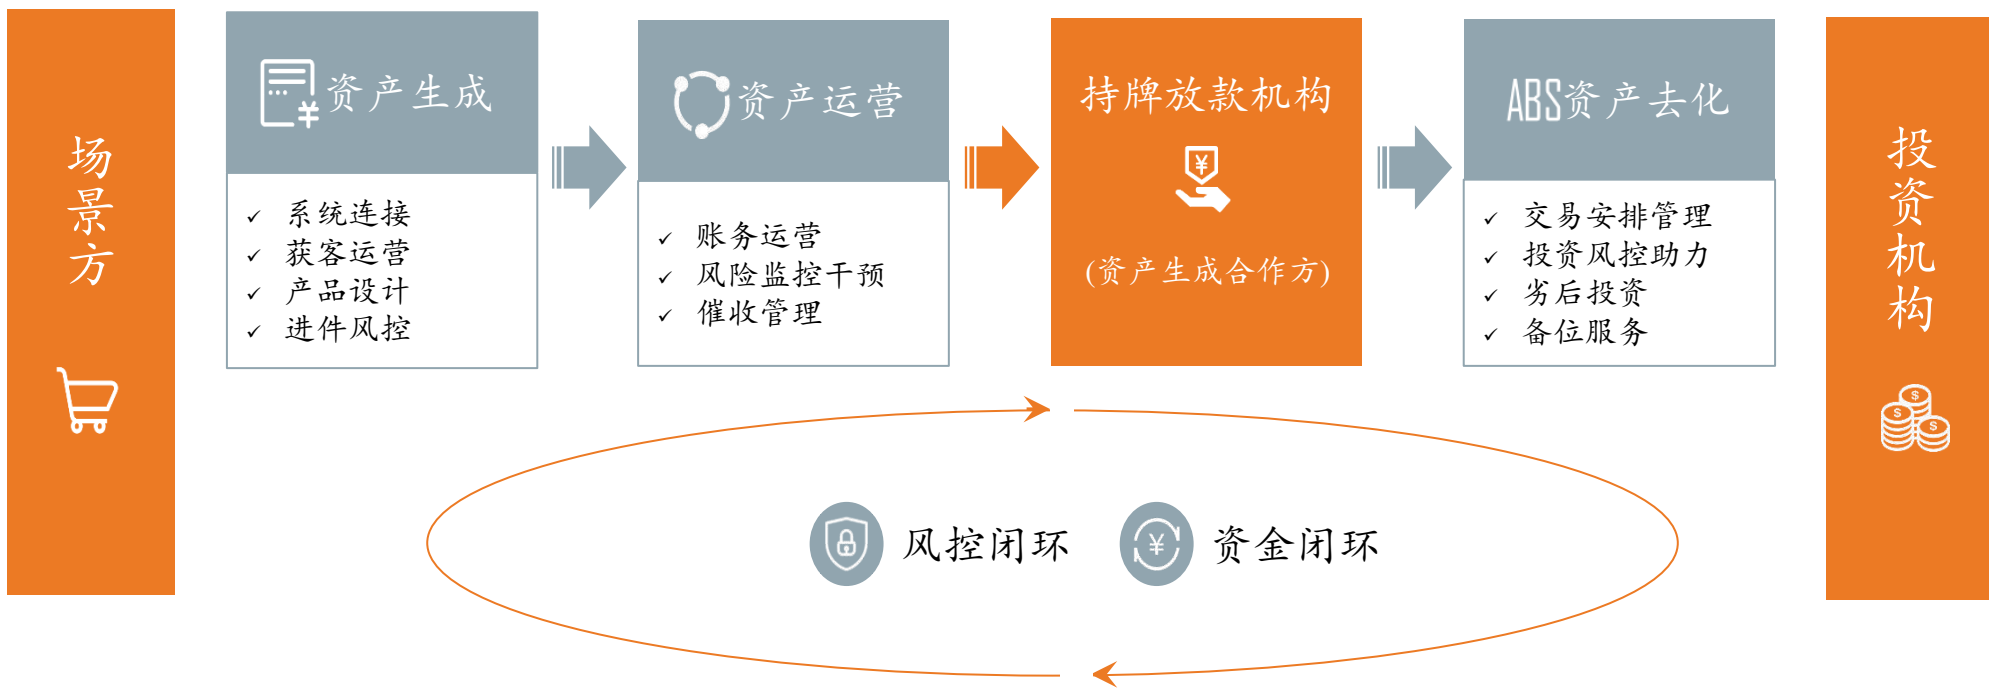 场景方
资产生成
系统连接
获客运营
产品设计
进件风控
资产运营
账务运营
风险监控干预
催收管理
持牌放款机构
(资产生成合作方)
ABS资产去化
交易安排管理
投资风控助力
劣后投资
备位服务
投资机构
风控闭环
资金闭环